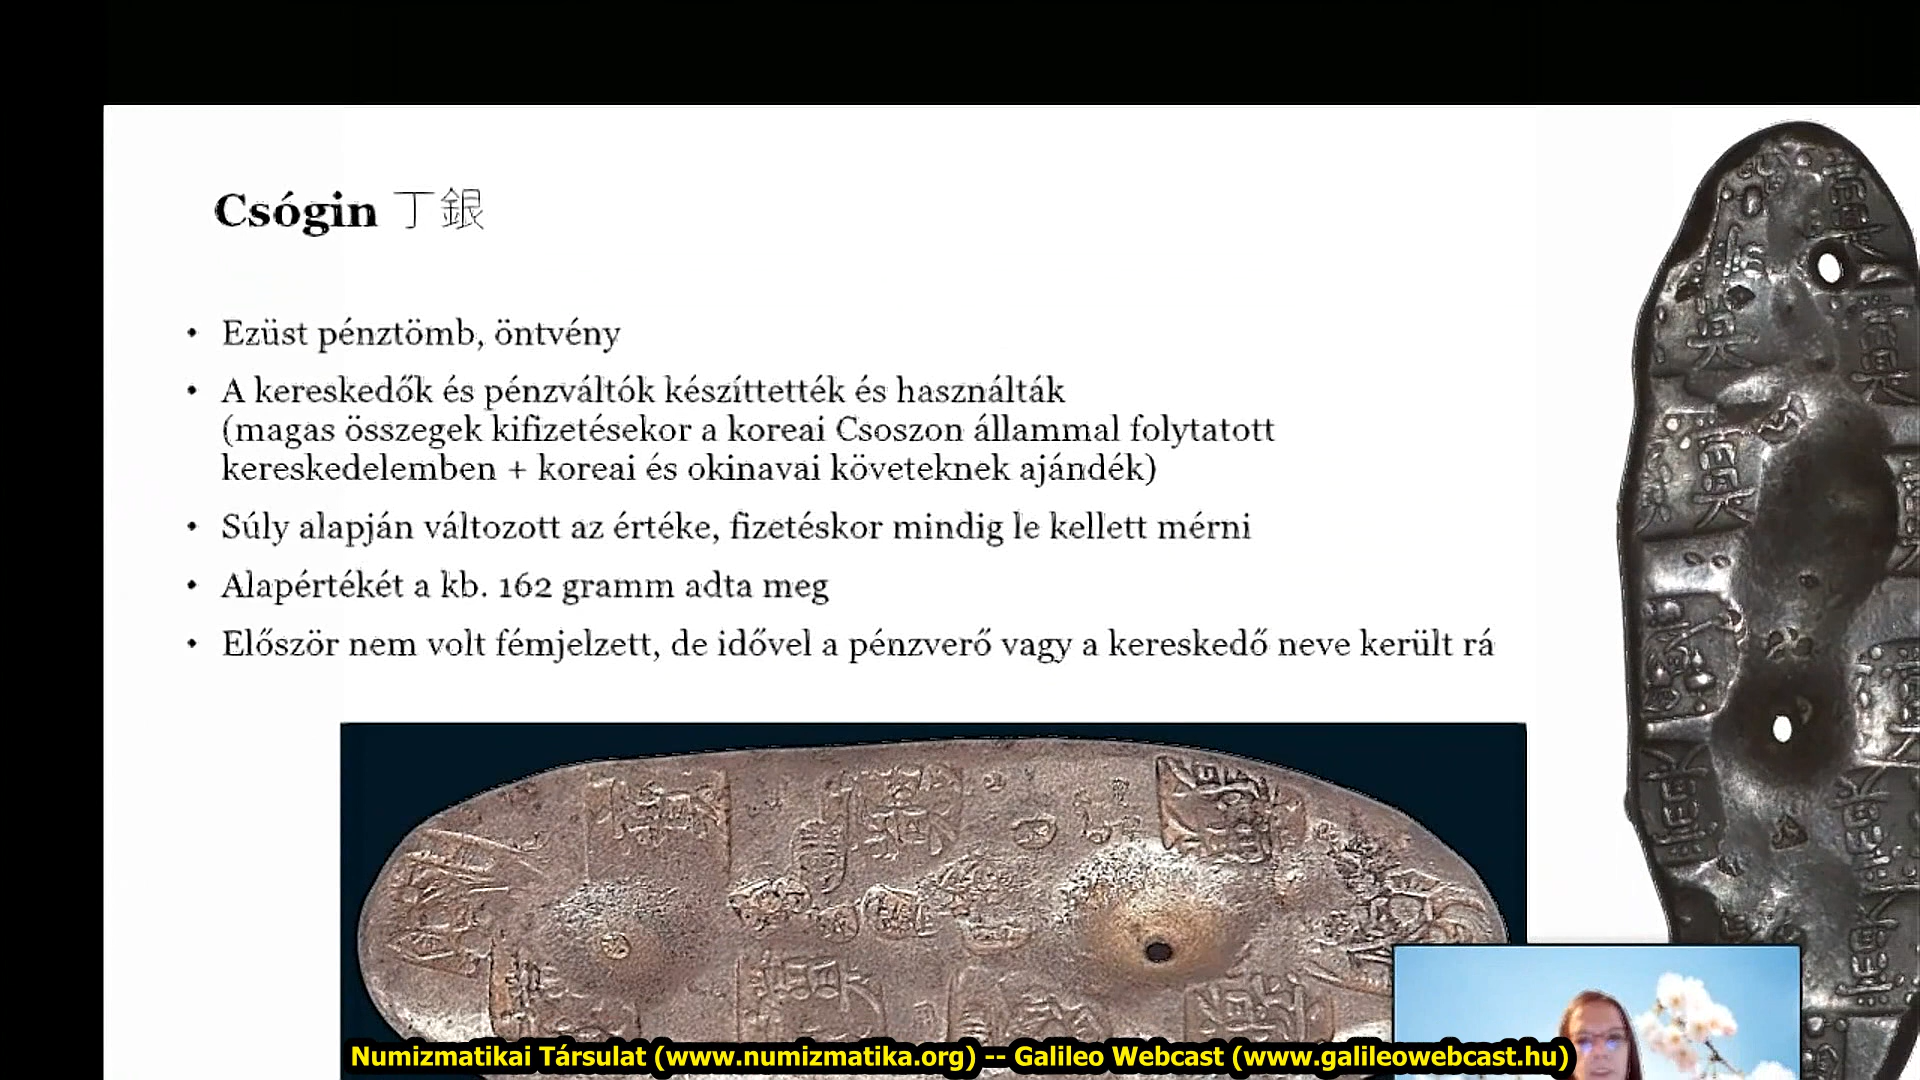 Csógin 丁銀
• Ezüst pénztömb, öntvény
• A kereskedők és pénzváltók készíttették és használták
(magas összegek kifizetésekor a koreai Csoszon állammal folytatott
kereskedelemben + koreai és okinavai követeknek ajándék)
• Súly alapján változott az értéke, fizetéskor mindig le kellett mérni
• Alapértékét a kb. 162 gramm adta meg
• Először nem volt fémjelzett, de idővel a pénzverő vagy a kereskedő neve került rá
Numizmatikai Társulat (www.numizmatika.org) -- Galileo Webcast (www.galileowebcast.hu)